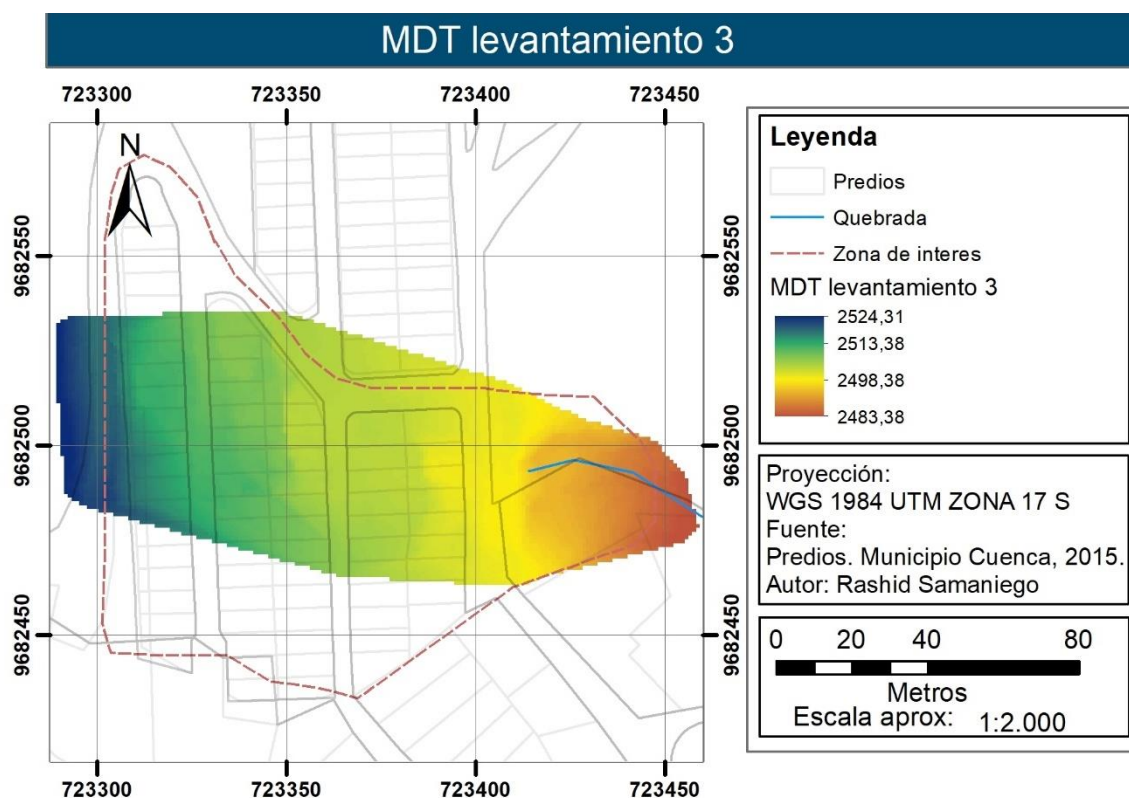 MDT levantamiento 3
723300 723350 723400 723450
N
9682550 9682550
9682500 9682500
9682450 9682450
723300 723350 723400 723450
Leyenda
Predios
Quebrada
Zona de interes
MDT levantamiento 3
2524,31
2513,38
2498,38
2483,38
Proyección:
WGS 1984 UTM ZONA 17 S
Fuente:
Predios. Municipio Cuenca, 2015.
Autor: Rashid Samaniego
0 20 40 80
Metros
Escala aprox: 1:2.000